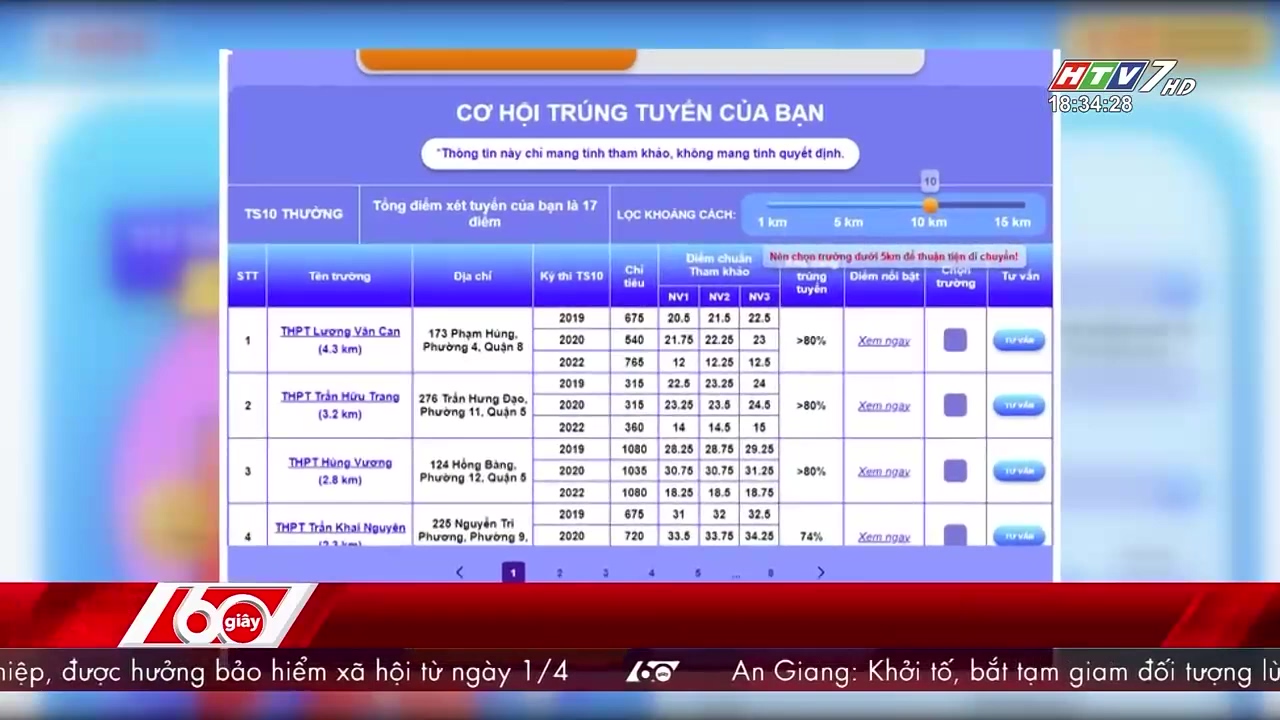 HTV7 HD
18:34:28
CƠ HỘI TRÚNG TUYỂN CỦA BẠN
*Thông tin này chỉ mang tính tham khảo, không mang tính quyết định.
10
TS10 THƯỜNG
Tổng điểm xét tuyển của bạn là 17
điểm
LỌC KHOẢNG CÁCH:
1 km 5 km 10 km 15 km
Nên chọn trường dưới 5km để thuận tiện di chuyển!
STT Tên trường Địa chỉ Kỳ thi TS10 Chỉ tiêu Điểm chuẩn Tham khảo trúng tuyển Điểm nổi bật Chọn trường Tư vấn
NV1 NV2 NV3
2019 675 20.5 21.5 22.5
1 THPT Lương Văn Can (4.3 km) 173 Phạm Hùng, Phường 4, Quận 8 2020 540 21.75 22.25 23 >80% Xem ngay TƯ VẤN
2022 765 12 12.25 12.5
2019 315 22.5 23.25 24
2 THPT Trần Hữu Trang (3.2 km) 276 Trần Hưng Đạo, Phường 11, Quận 5 2020 315 23.25 23.5 24.5 >80% Xem ngay TƯ VẤN
2022 360 14 14.5 15
2019 1080 28.25 28.75 29.25
3 THPT Hùng Vương (2.8 km) 124 Hồng Bàng, Phường 12, Quận 5 2020 1035 30.75 30.75 31.25 >80% Xem ngay TƯ VẤN
2022 1080 18.25 18.5 18.75
2019 675 31 32 32.5
4 THPT Trần Khai Nguyên 225 Nguyễn Tri Phương, Phường 9, 2020 720 33.5 33.75 34.25 74% Xem ngay TƯ VẤN
1 2 3 4 5 ... 8
60 giây
hiệp, được hưởng bảo hiểm xã hội từ ngày 1/4 60 giây An Giang: Khởi tố, bắt tạm giam đối tượng lừ